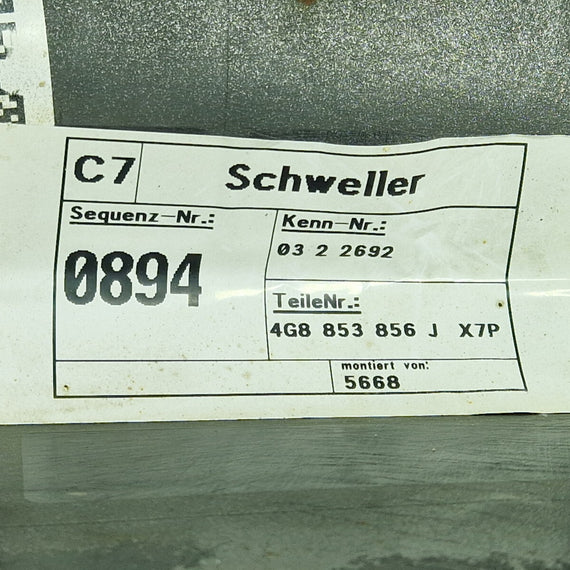 C7 Schweller
Sequenz-Nr.:
0894
Kenn-Nr.:
03 2 2692
TeileNr.:
4G8 853 856 J X7P
montiert von:
5668